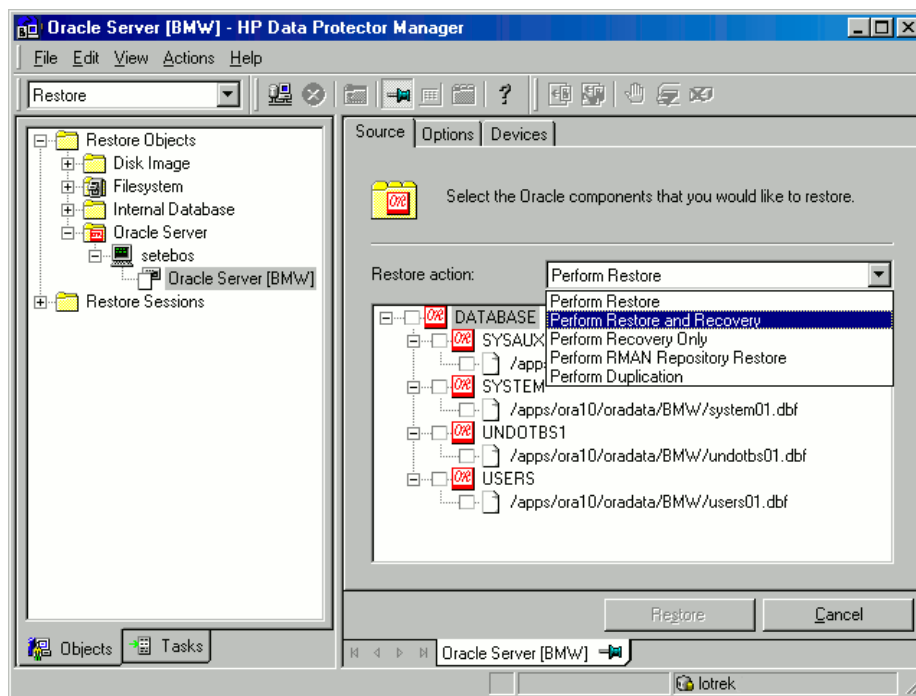 Oracle Server [BMW] - HP Data Protector Manager
File Edit View Actions Help
Restore
Restore Objects
Disk Image
Filesystem
Internal Database
Oracle Server
setebos
Oracle Server [BMW]
Restore Sessions
Objects Tasks
Source Options Devices
Select the Oracle components that you would like to restore.
Restore action: Perform Restore
Perform Restore
Perform Restore and Recovery
Perform Recovery Only
Perform RMAN Repository Restore
Perform Duplication
DATABASE
SYSAUX
SYSTEM
/apps/ora10/oradata/BMW/system01.dbf
UNDOTBS1
/apps/ora10/oradata/BMW/undotbs01.dbf
USERS
/apps/ora10/oradata/BMW/users01.dbf
Restore Cancel
Oracle Server [BMW]
lotrek